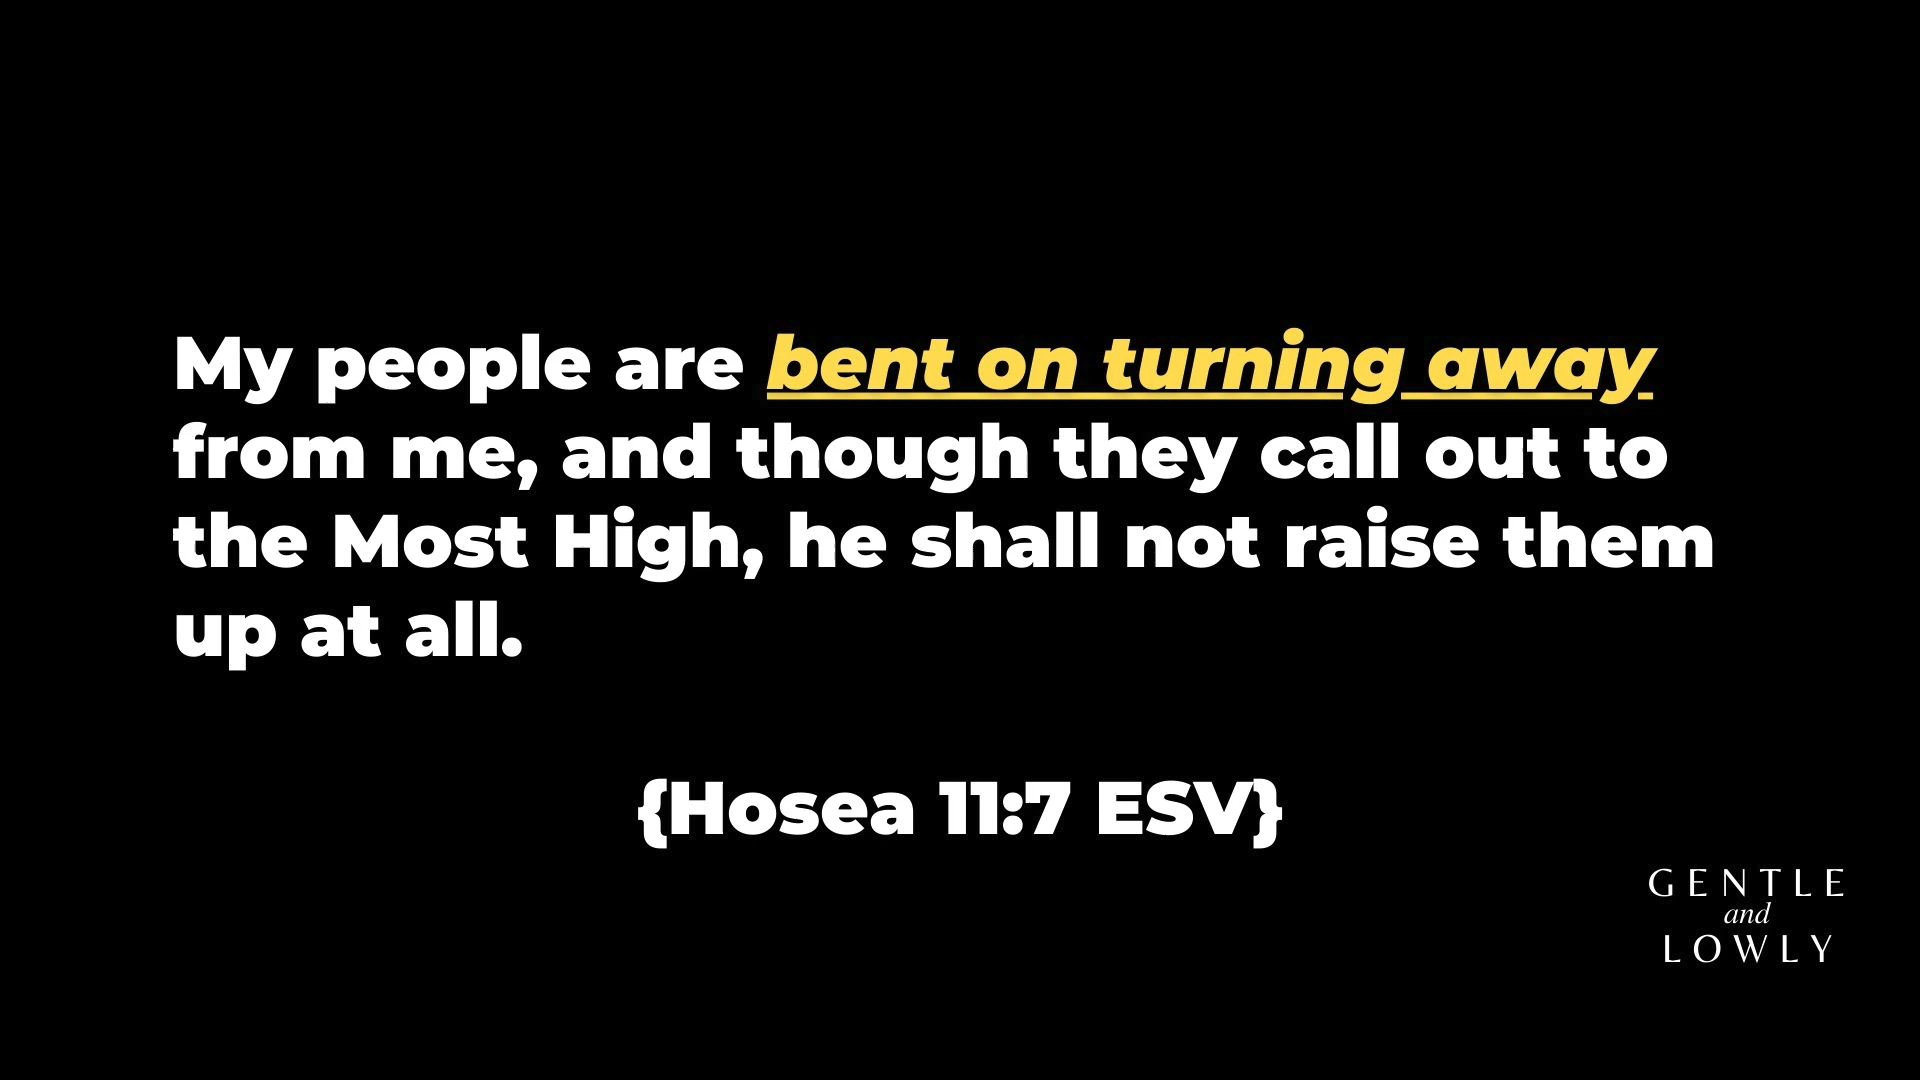 My people are bent on turning away
from me, and though they call out to
the Most High, he shall not raise them
up at all.
{Hosea 11:7 ESV}
GENTLE
and
LOWLY